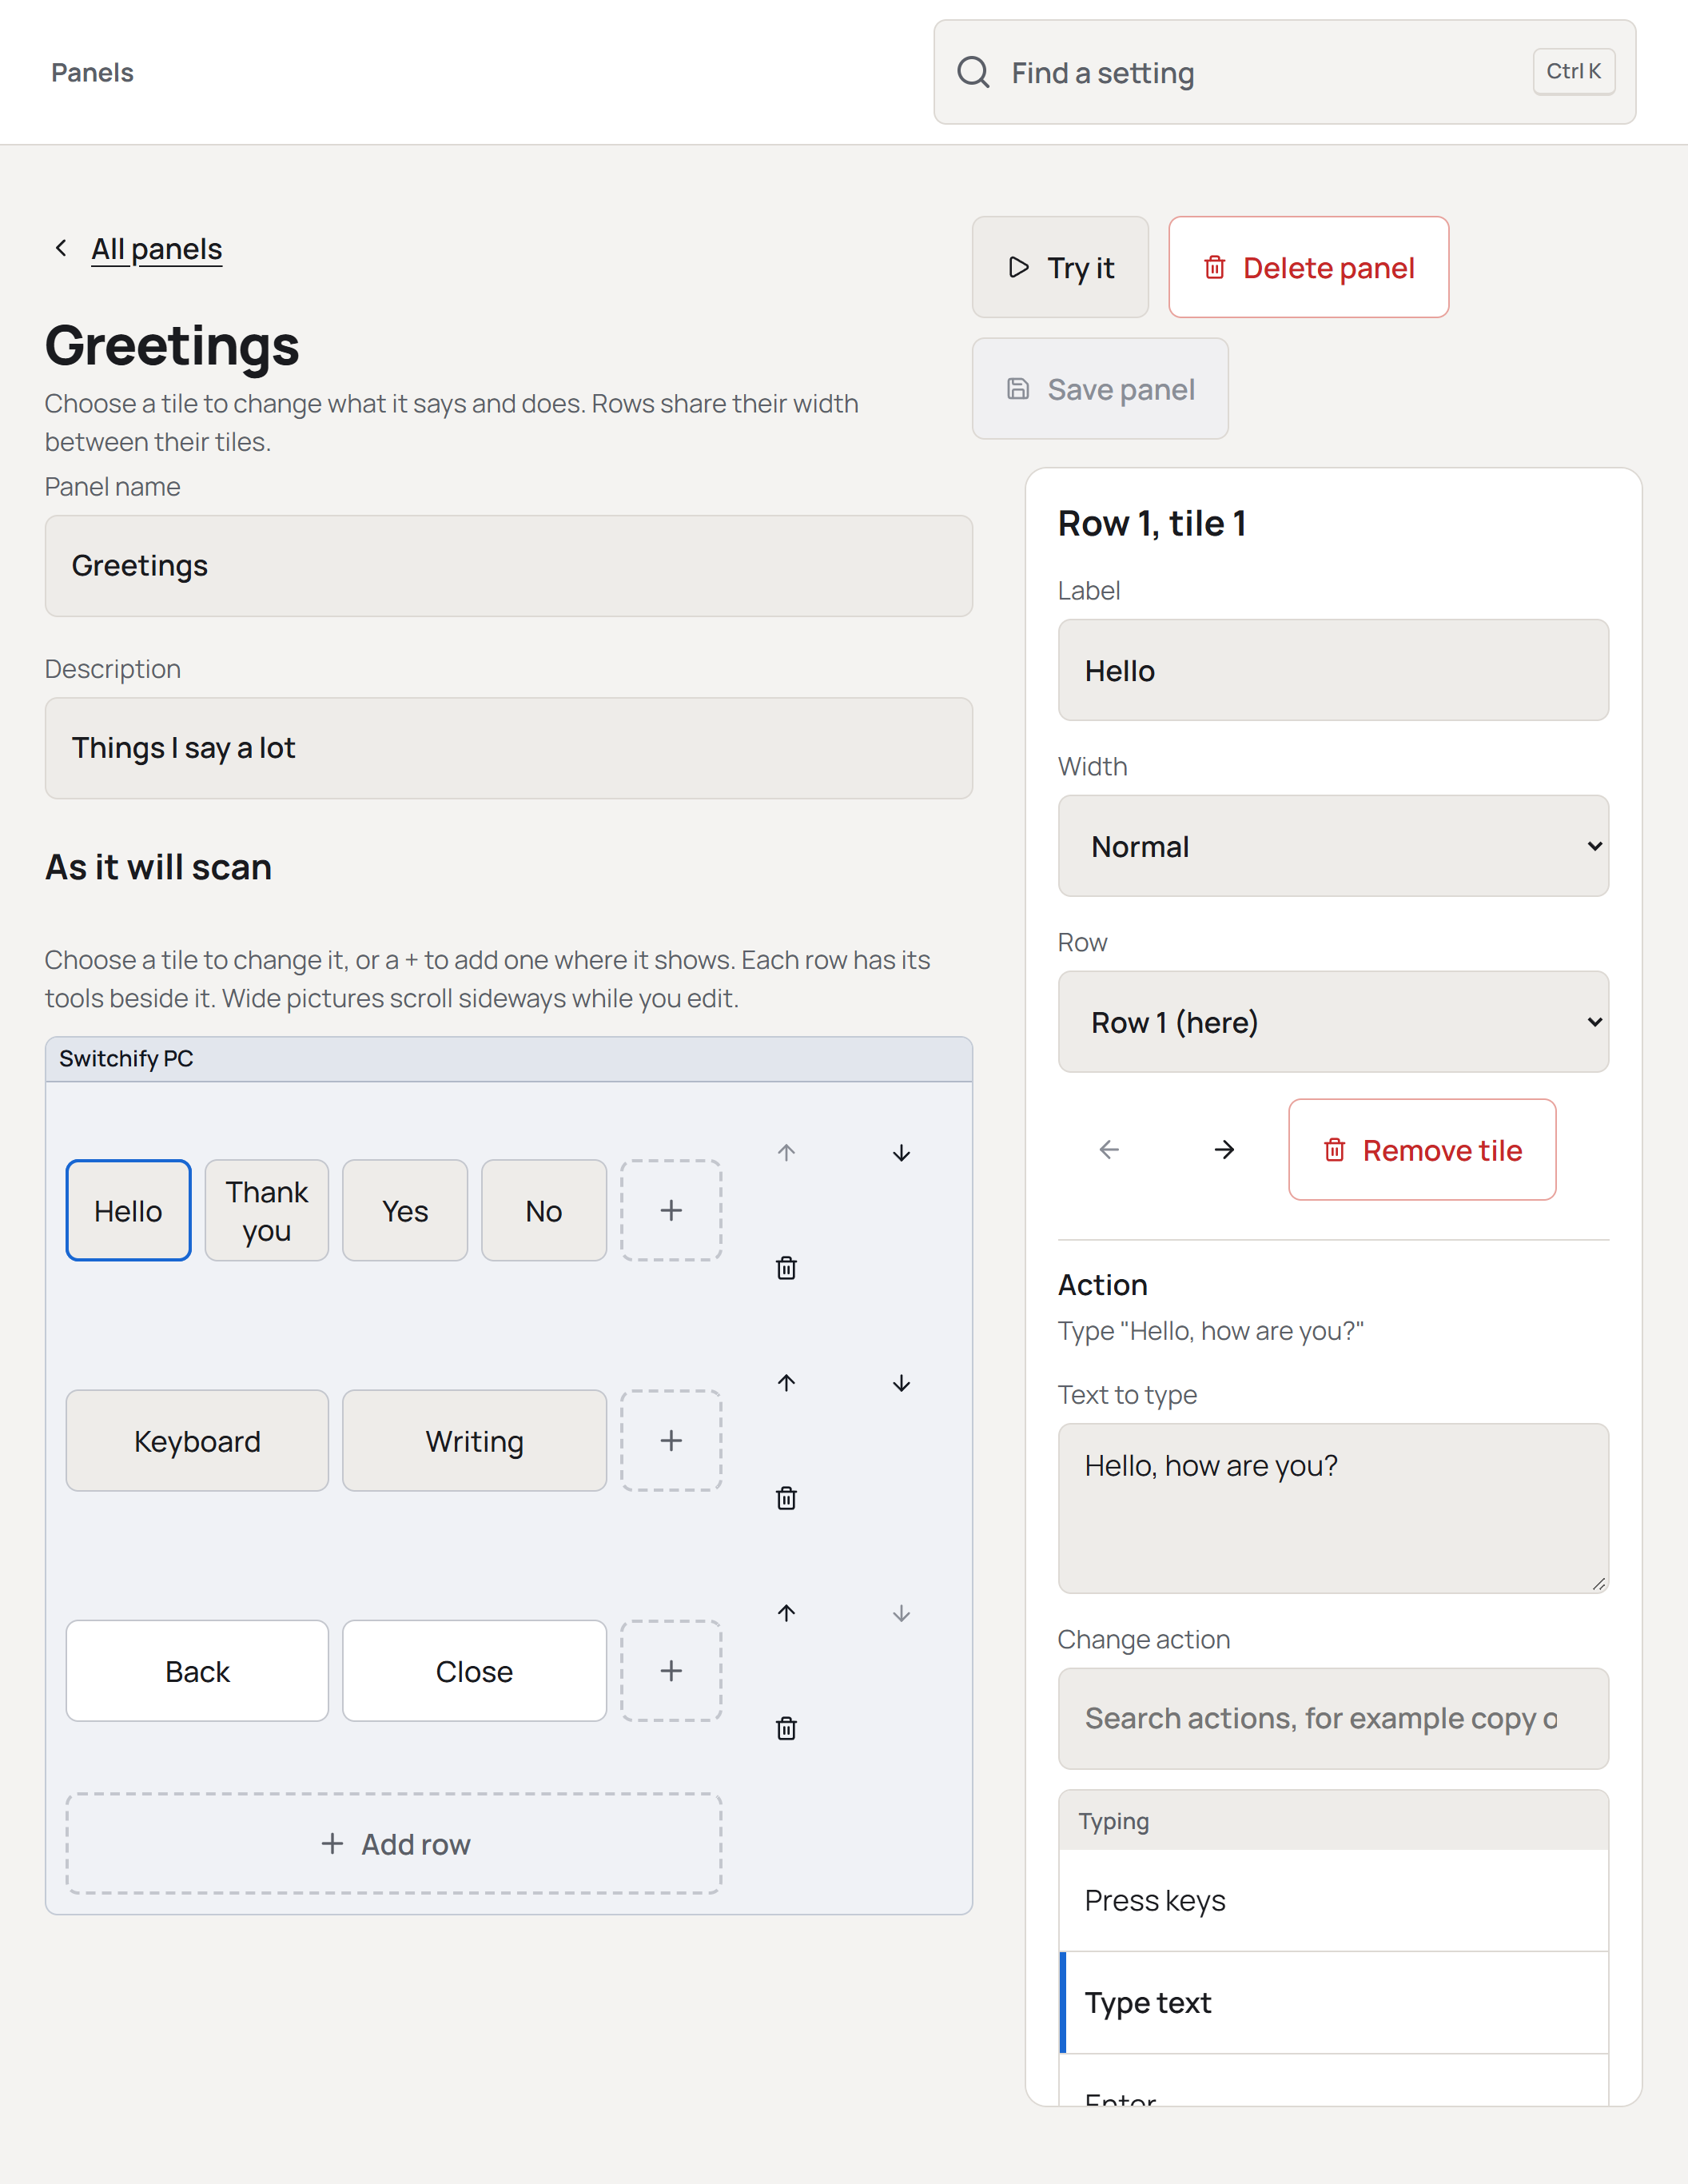 Panels
Find a setting
Ctrl K
All panels
Try it
Delete panel
Save panel
Greetings
Choose a tile to change what it says and does. Rows share their width
between their tiles.
Panel name
Greetings
Description
Things I say a lot
As it will scan
Choose a tile to change it, or a + to add one where it shows. Each row has its
tools beside it. Wide pictures scroll sideways while you edit.
Switchify PC
Hello
Thank
you
Yes
No
Keyboard
Writing
Back
Close
Add row
Row 1, tile 1
Label
Hello
Width
Normal
Row
Row 1 (here)
Remove tile
Action
Type "Hello, how are you?"
Text to type
Hello, how are you?
Change action
Search actions, for example copy o
Typing
Press keys
Type text
Enter